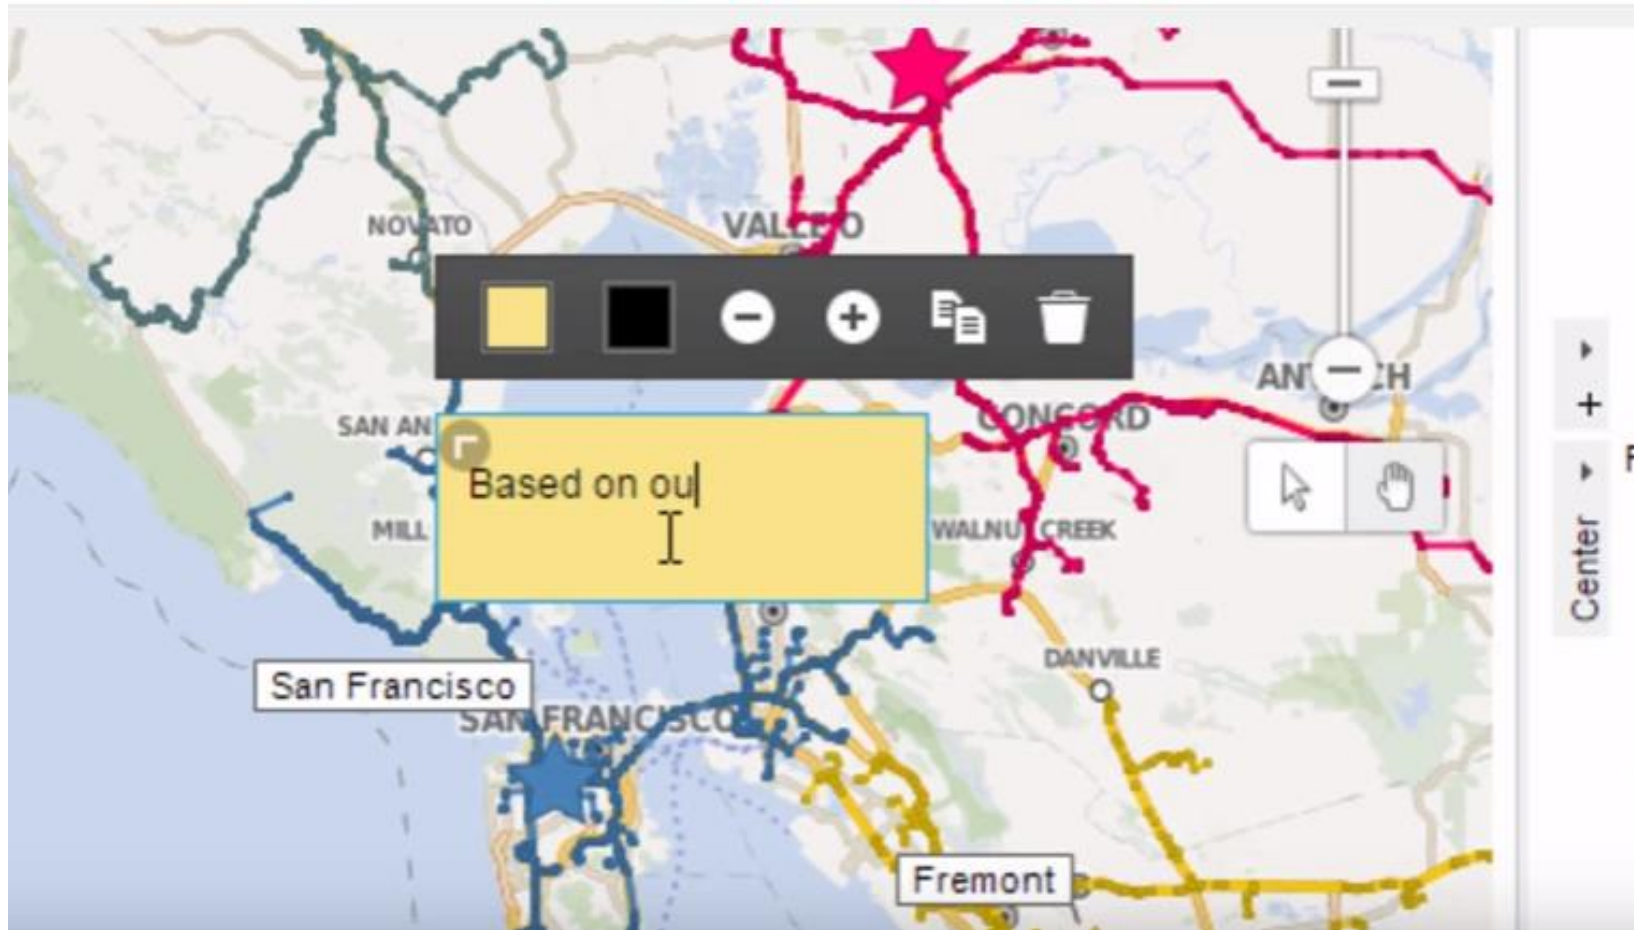 NOVATO
VALLEJO
ANTIOCH
CONCORD
SAN AN
Based on ou
MILL
WALNUT CREEK
Center
DANVILLE
San Francisco
SAN FRANCISCO
Fremont